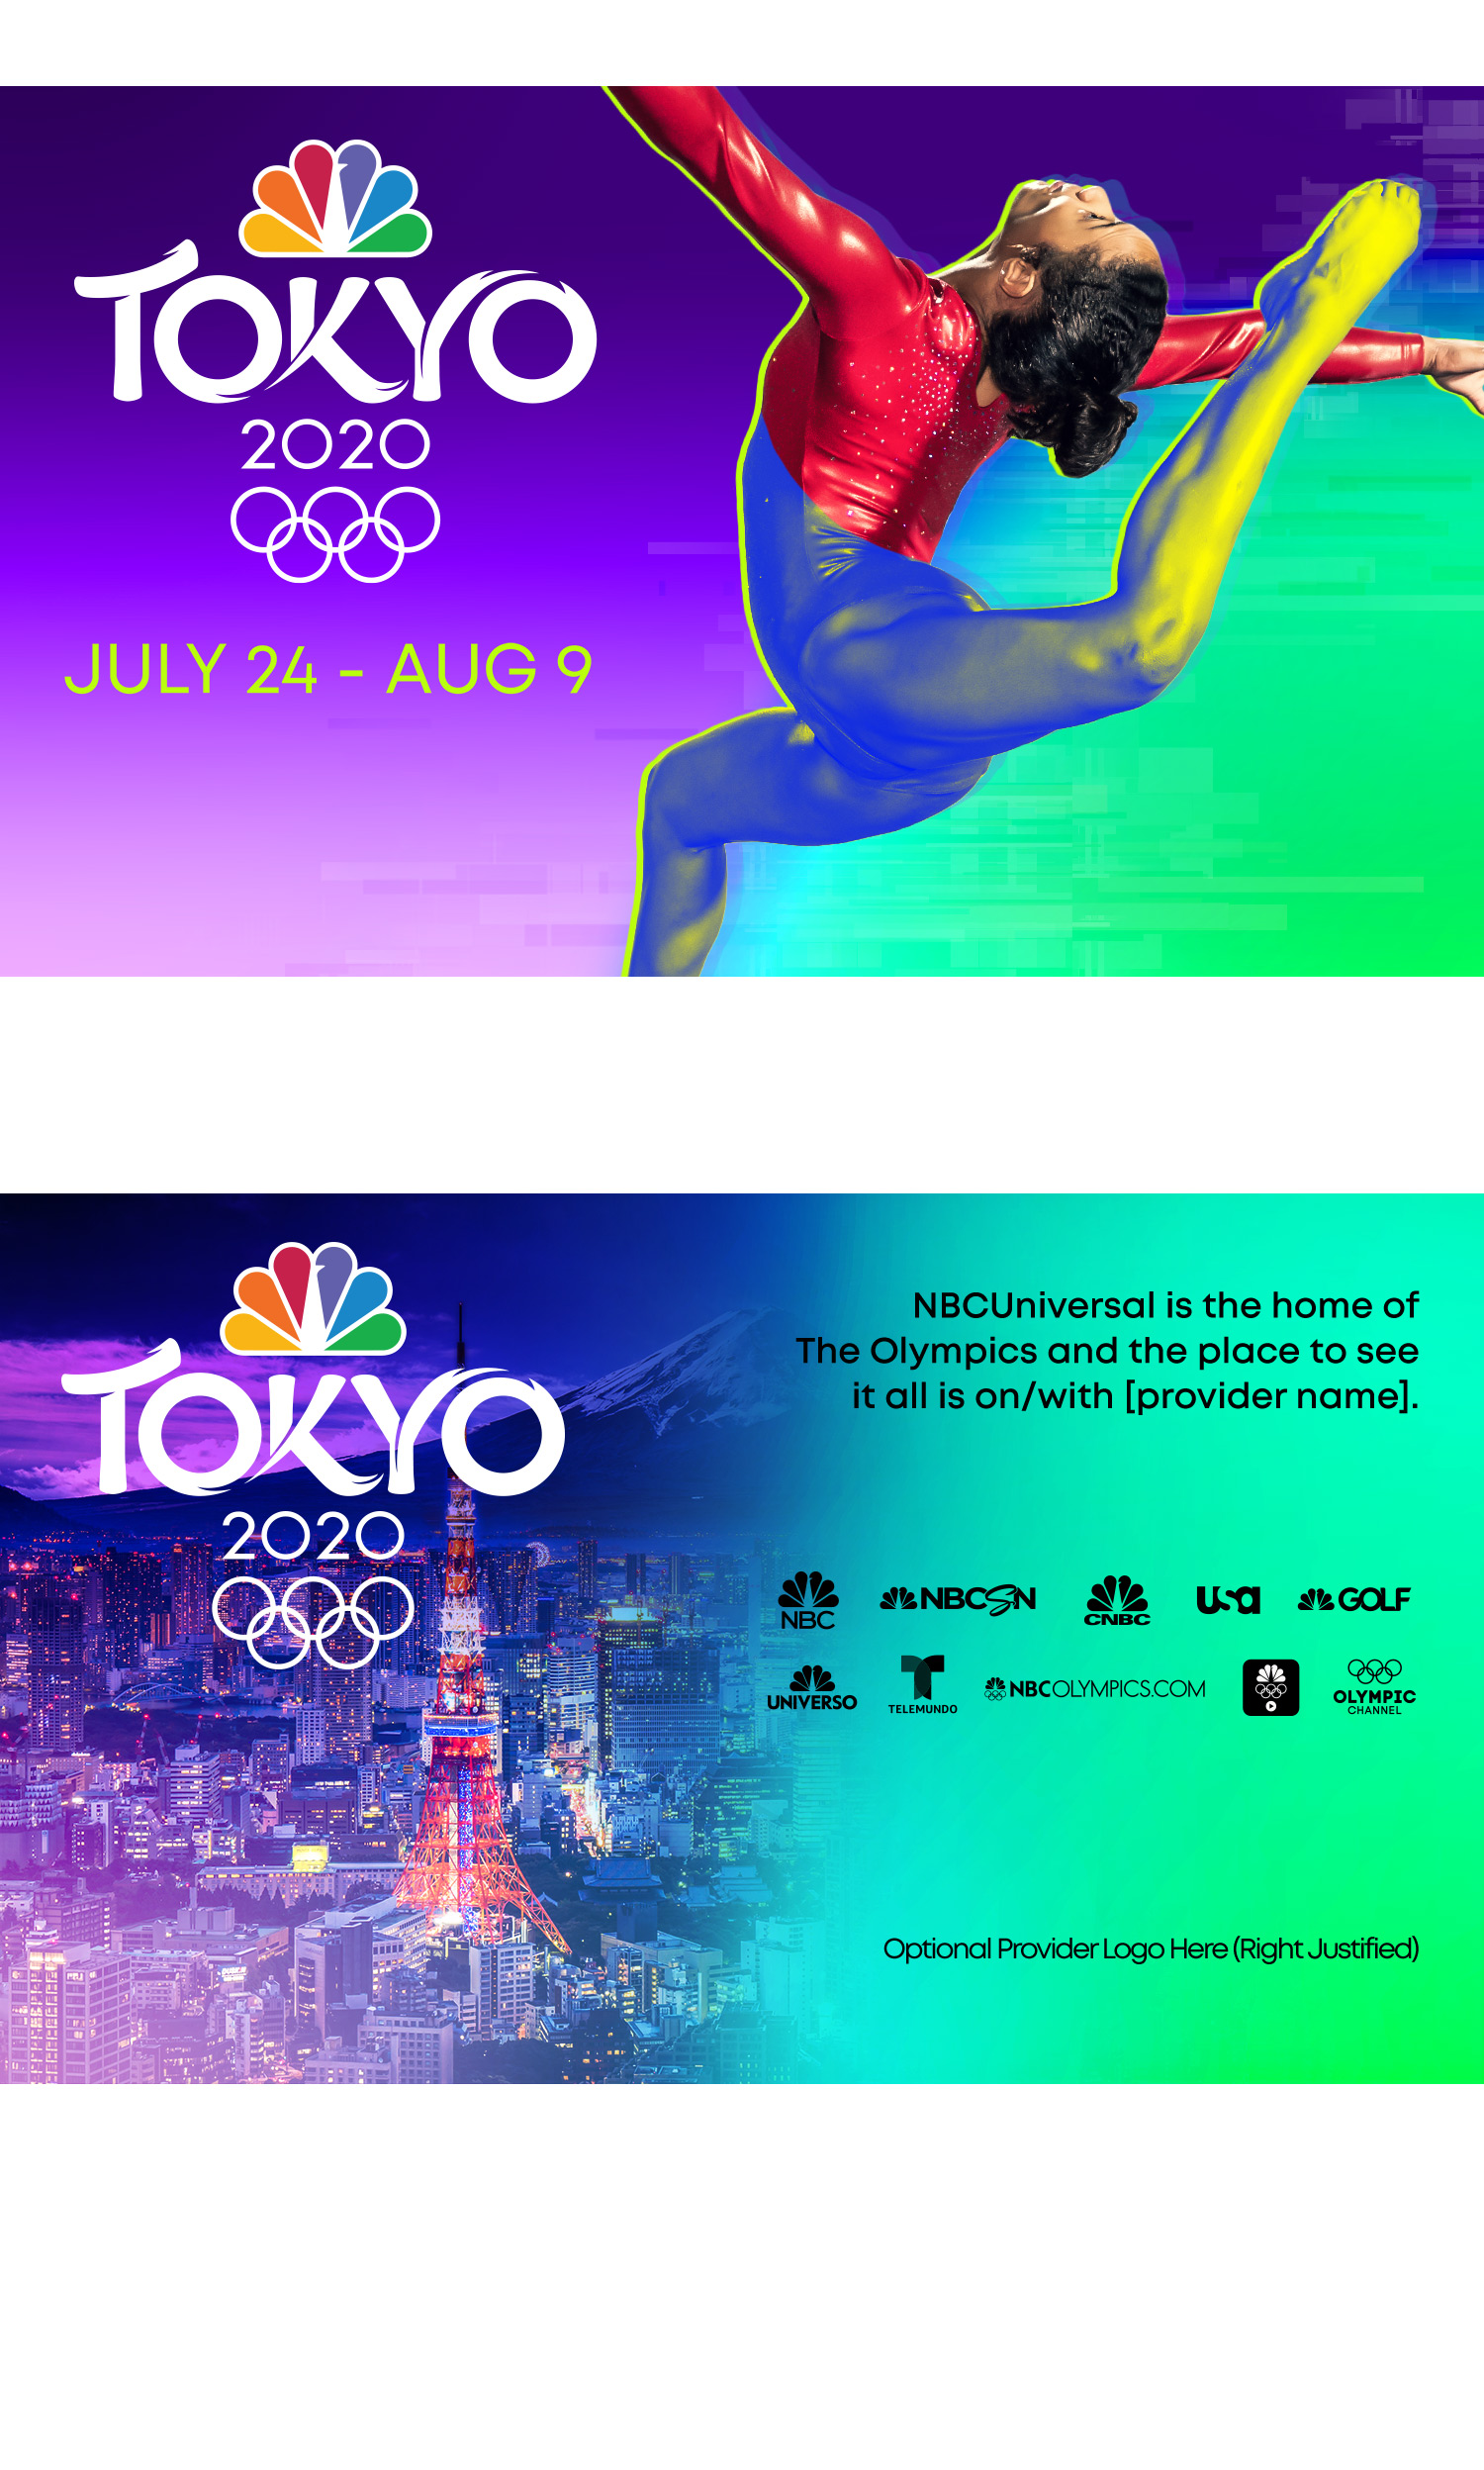 TOKYO
2020
JULY 24 - AUG 9
TOKYO
2020
NBCUniversal is the home of
The Olympics and the place to see
it all is on/with [provider name].
NBC NBCSN CNBC USA GOLF
UNIVERSO TELEMUNDO NBCOLYMPICS.COM OLYMPIC CHANNEL
Optional Provider Logo Here (Right Justified)